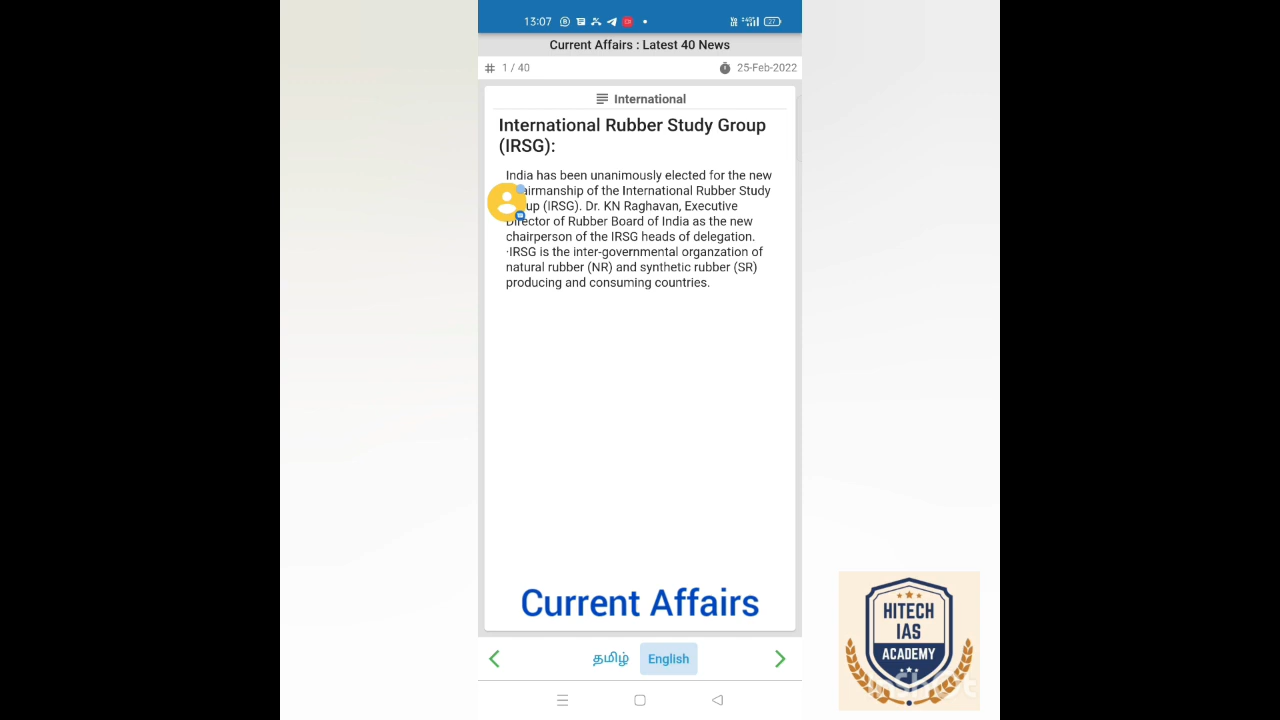 13:07
27
Current Affairs : Latest 40 News
# 1 / 40 25-Feb-2022
International
International Rubber Study Group
(IRSG):
India has been unanimously elected for the new
airmanship of the International Rubber Study
up (IRSG). Dr. KN Raghavan, Executive
Director of Rubber Board of India as the new
chairperson of the IRSG heads of delegation.
·IRSG is the inter-governmental organzation of
natural rubber (NR) and synthetic rubber (SR)
producing and consuming countries.
Current Affairs
தமிழ் English
HITECH
IAS
ACADEMY
InShot